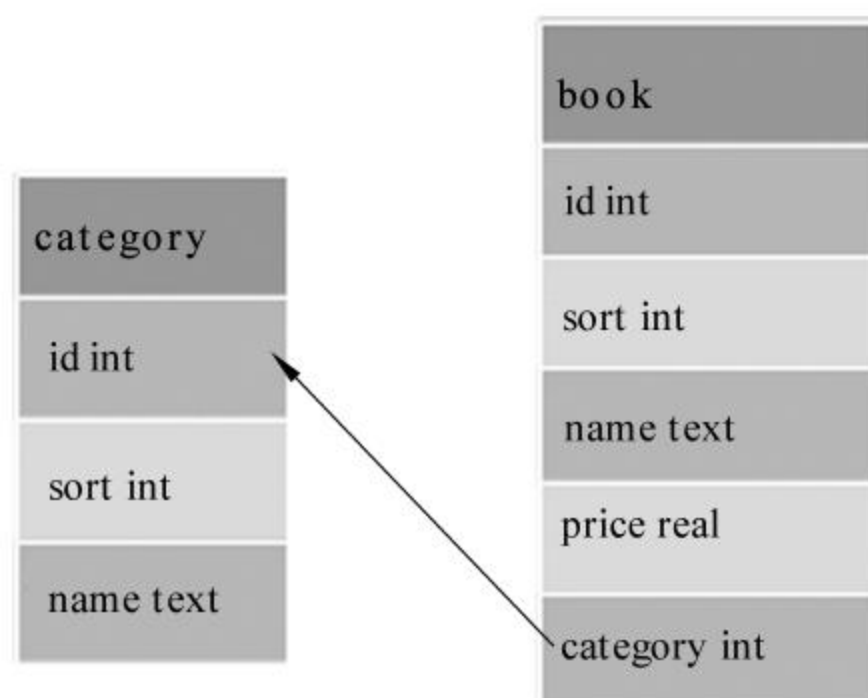 category
id int
sort int
name text
book
id int
sort int
name text
price real
category int